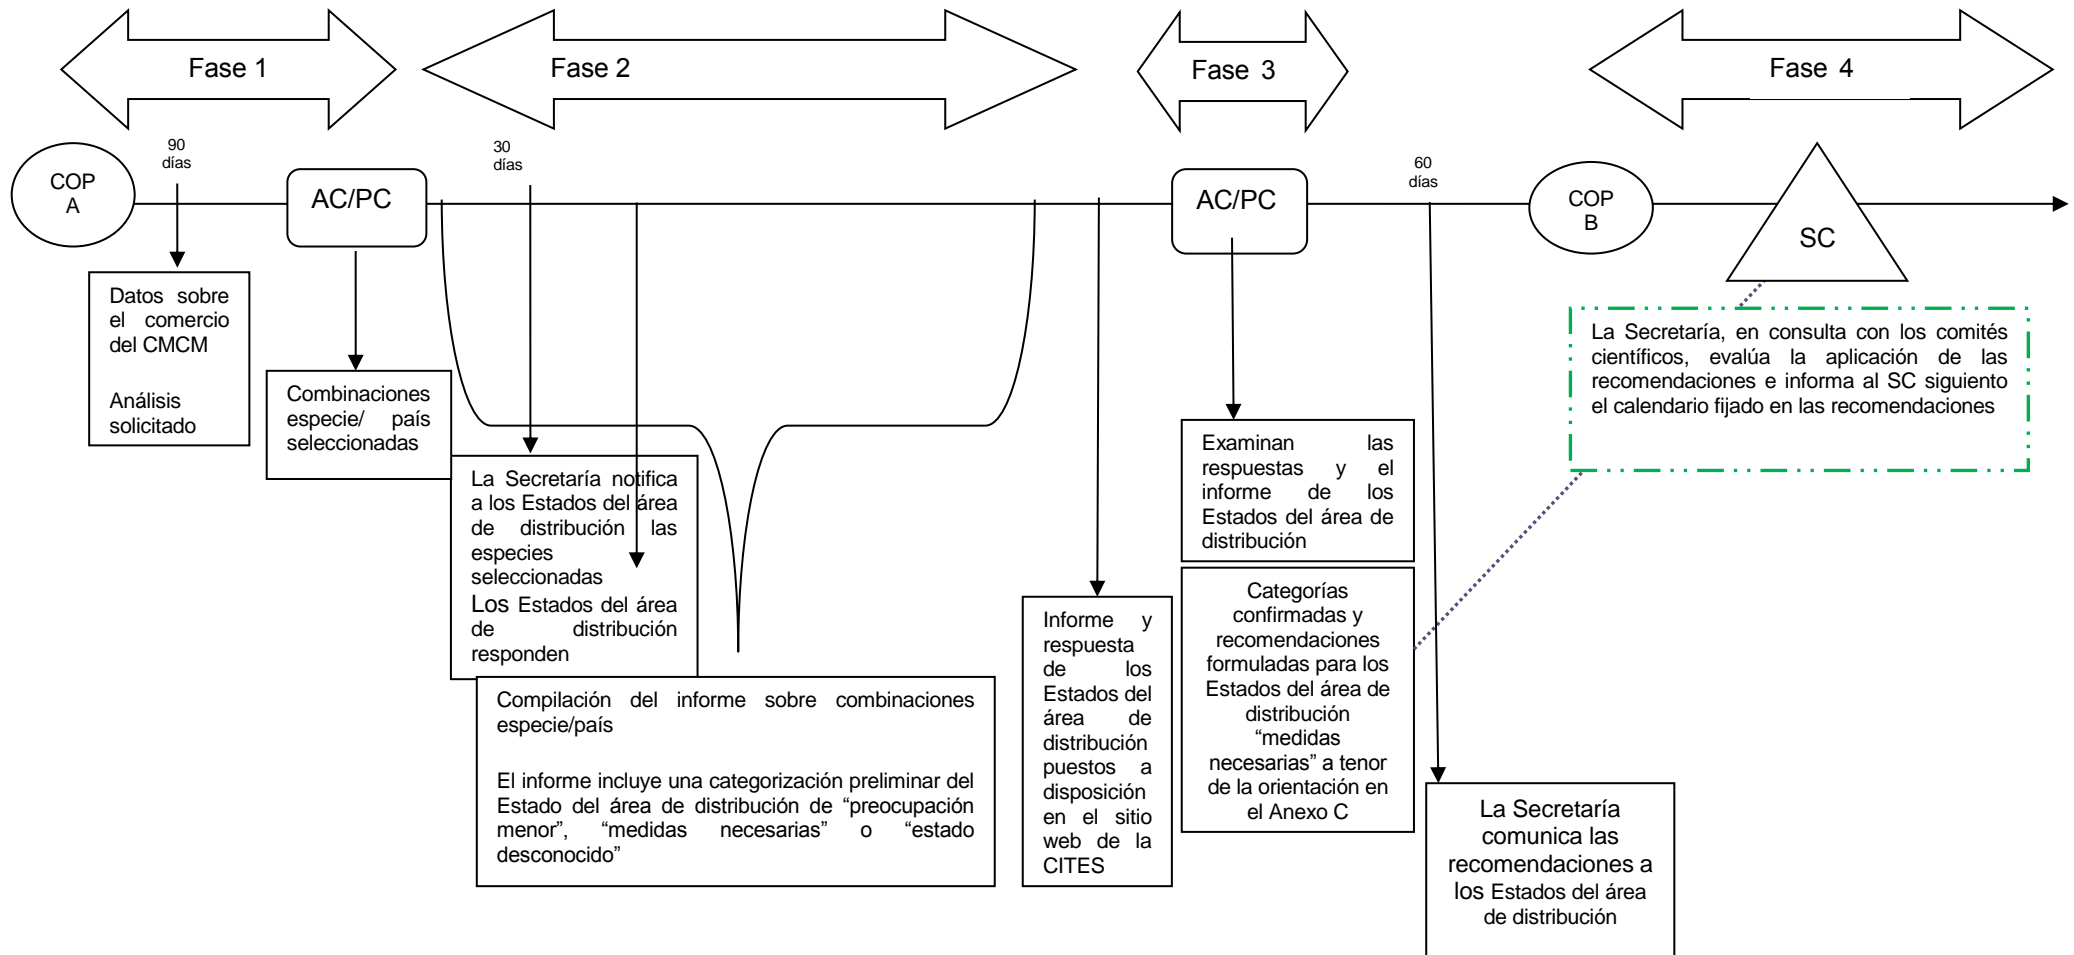 Fase 1
Fase 2
Fase 3
Fase 4
90
días
30
días
60
días
COP
A
AC/PC
AC/PC
COP
B
SC
Datos sobre
el comercio
del CMCM
Análisis
solicitado
Combinaciones
especie/ país
seleccionadas
La Secretaría notifica
a los Estados del área
de distribución las
especies
seleccionadas
Los Estados del área
de distribución
responden
Compilación del informe sobre combinaciones
especie/país
El informe incluye una categorización preliminar del
Estado del área de distribución de “preocupación
menor”, “medidas necesarias” o “estado
desconocido”
Informe y
respuesta
de los
Estados del
área de
distribución
puestos a
disposición
en el sitio
web de la
CITES
Examinan las
respuestas y el
informe de los
Estados del área de
distribución
Categorías
confirmadas y
recomendaciones
formuladas para los
Estados del área de
distribución
“medidas
necesarias” a tenor
de la orientación en
el Anexo C
La Secretaría
comunica las
recomendaciones a
los Estados del área
de distribución
La Secretaría, en consulta con los comités
científicos, evalúa la aplicación de las
recomendaciones e informa al SC siguiento
el calendario fijado en las recomendaciones